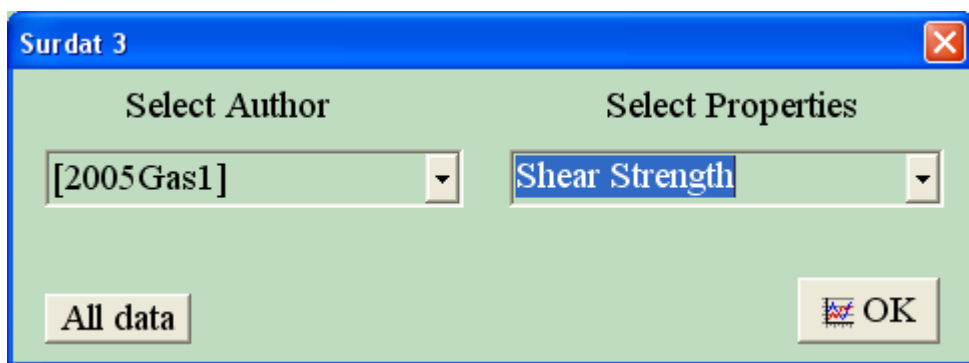 Surdat 3
Select Author
Select Properties
[2005Gas1]
Shear Strength
All data
OK